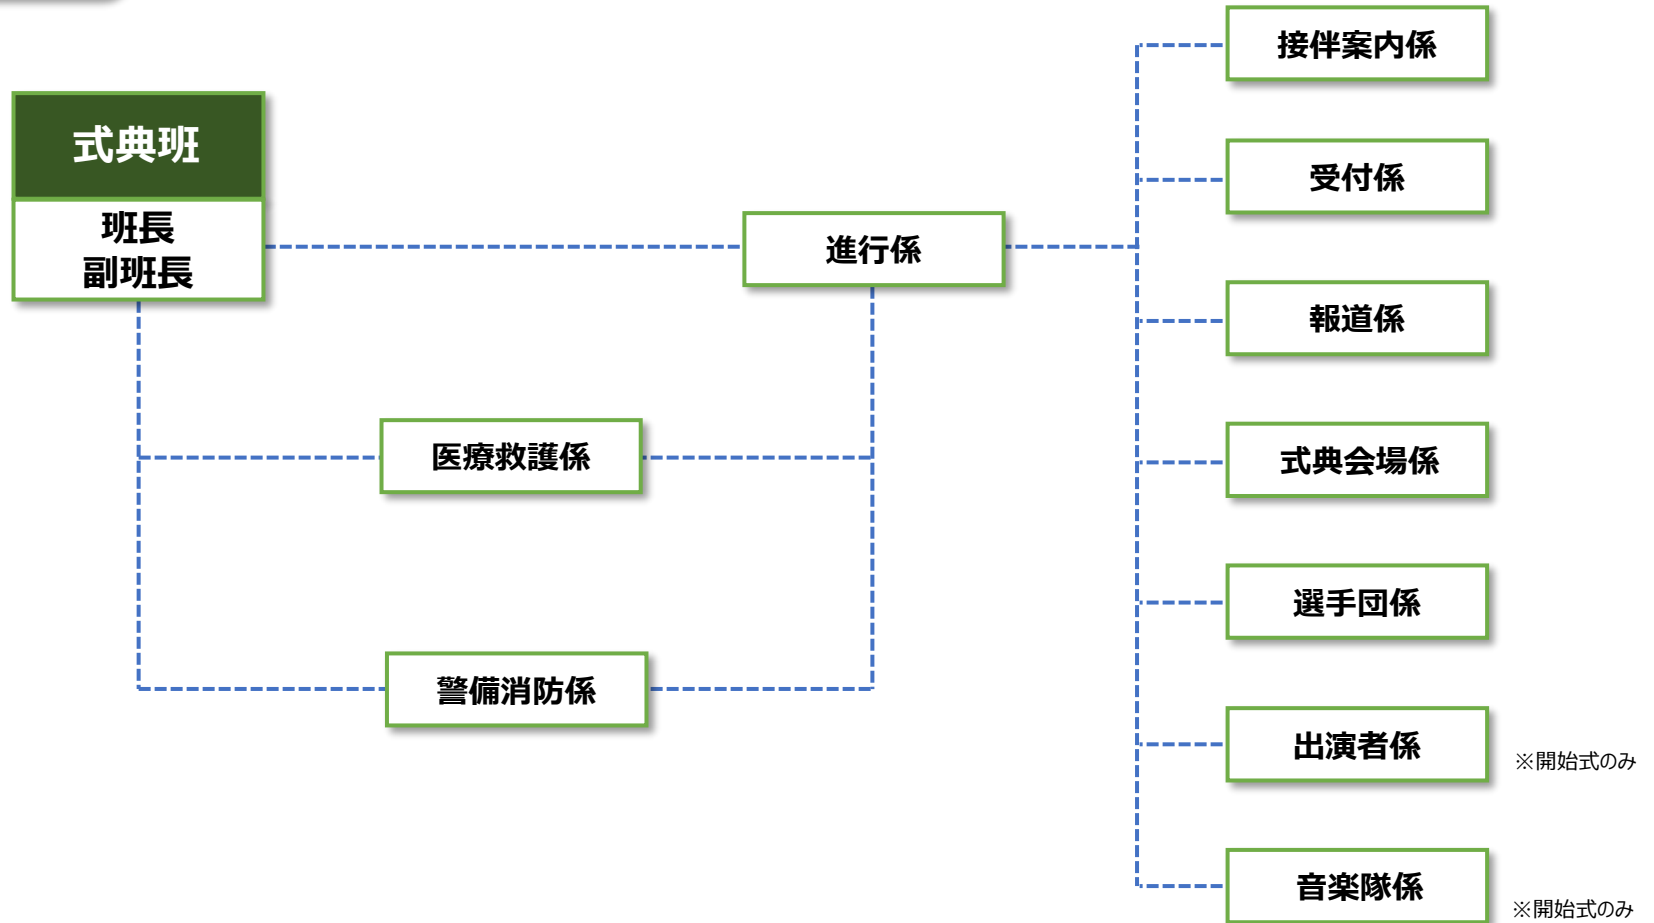 式典班
班長
副班長
進行係
医療救護係
警備消防係
接伴案内係
受付係
報道係
式典会場係
選手団係
出演者係
※開始式のみ
音楽隊係
※開始式のみ